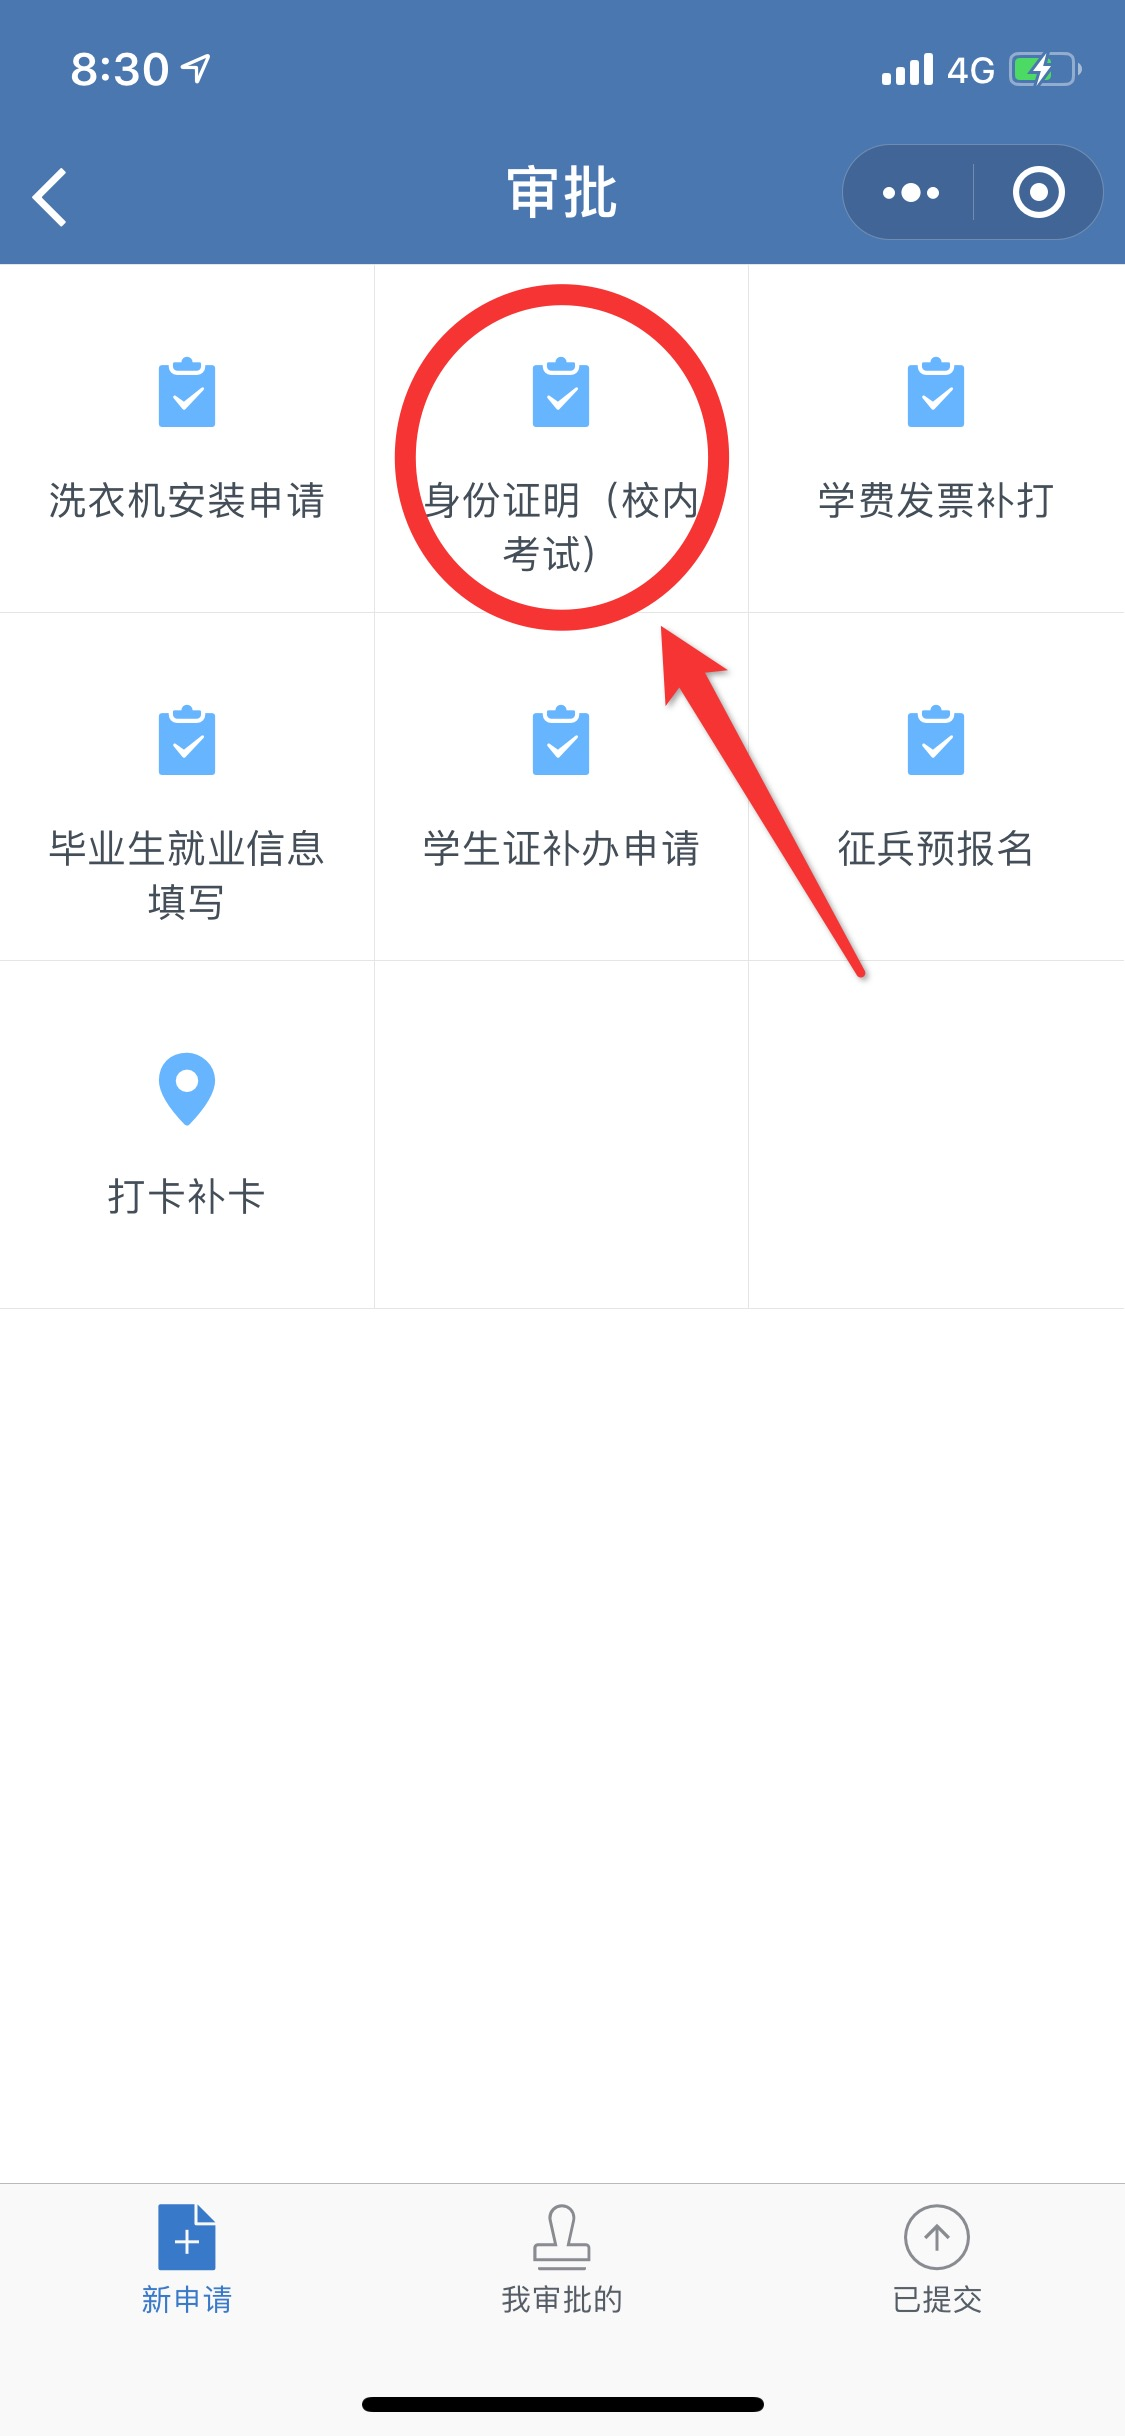 8:30
4G
审批
洗衣机安装申请
身份证明（校内
考试）
学费发票补打
毕业生就业信息
填写
学生证补办申请
征兵预报名
打卡补卡
新申请
我审批的
已提交